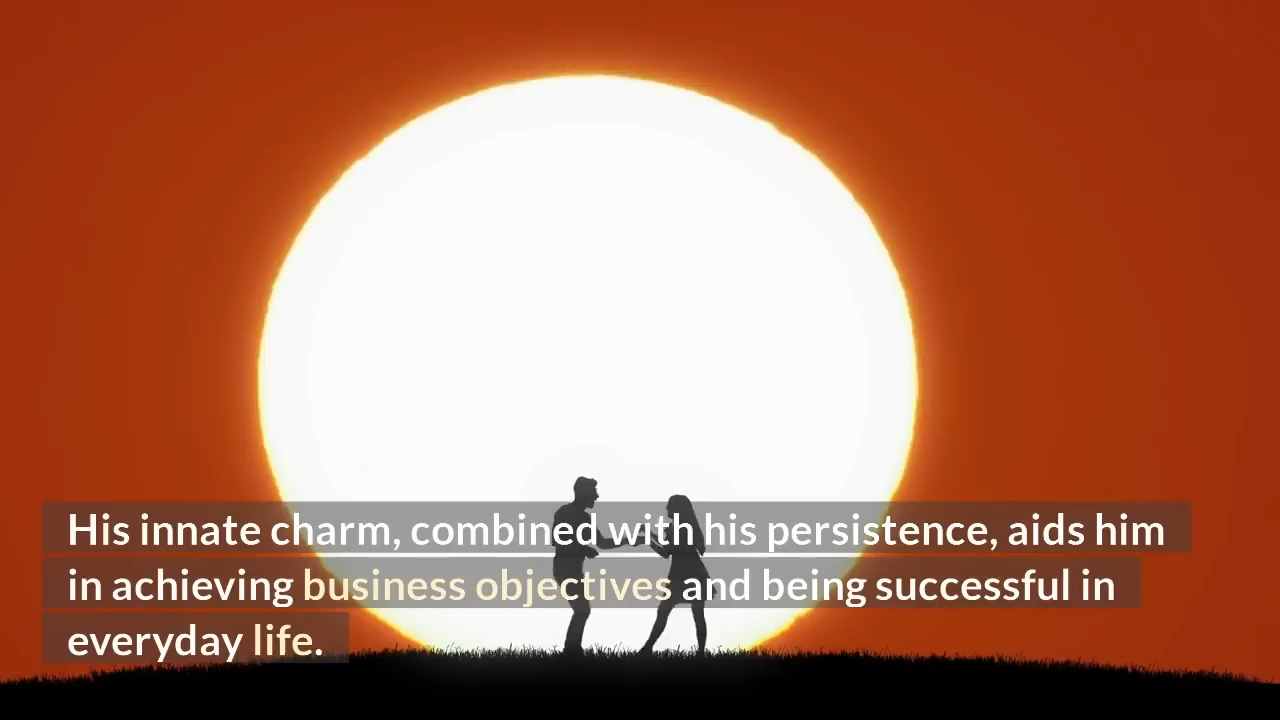 His innate charm, combined with his persistence, aids him
in achieving business objectives and being successful in
everyday life.